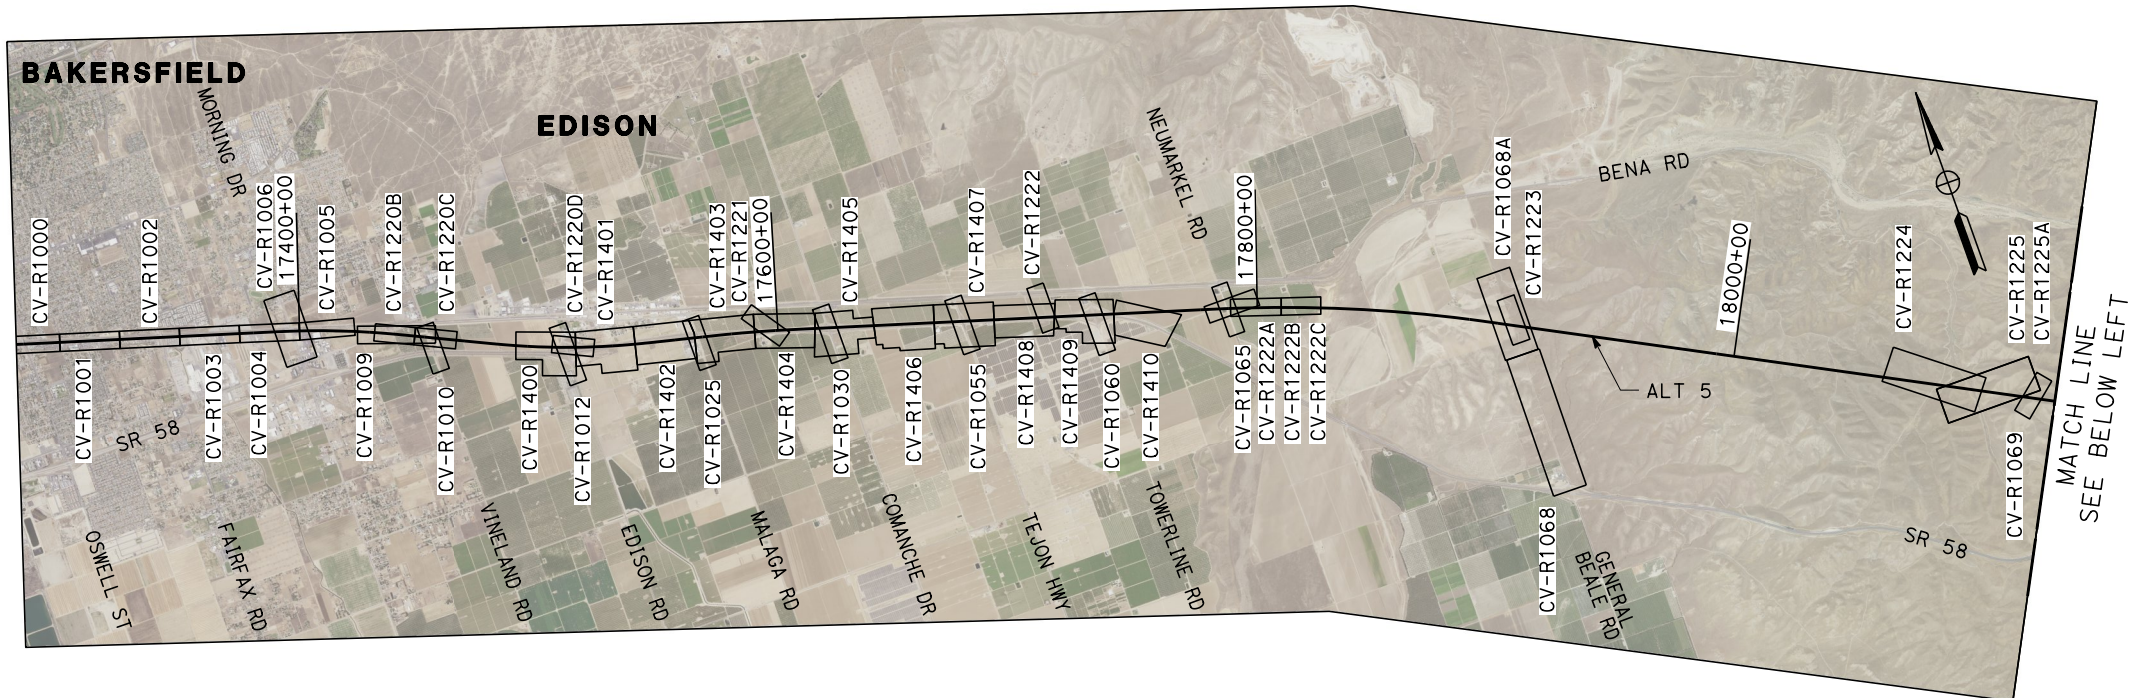 BAKERSFIELD
EDISON
MORNING DR
NEUMARKEL RD
BENA RD
CV-R1000
CV-R1002
CV-R1006
17400+00
CV-R1005
CV-R1220B
CV-R1220C
CV-R1220D
CV-R1401
CV-R1403
CV-R1221
17600+00
CV-R1405
CV-R1407
CV-R1222
17800+00
CV-R1068A
CV-R1223
18000+00
CV-R1224
CV-R1225
CV-R1225A
CV-R1001
SR 58
CV-R1003
CV-R1004
CV-R1009
CV-R1010
CV-R1400
CV-R1012
CV-R1402
CV-R1025
CV-R1404
CV-R1030
CV-R1406
CV-R1055
CV-R1408
CV-R1409
CV-R1060
CV-R1410
CV-R1065
CV-R1222A
CV-R1222B
CV-R1222C
ALT 5
CV-R1068
CV-R1069
MATCH LINE
SEE BELOW LEFT
OSWELL ST
FAIRFAX RD
VINELAND RD
EDISON RD
MALAGA RD
COMANCHE DR
TEJON HWY
TOWERLINE RD
GENERAL
BEALE RD
SR 58